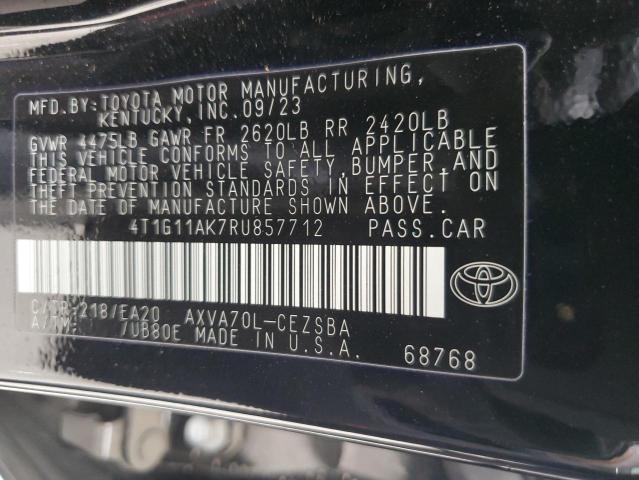 MFD.BY:TOYOTA MOTOR MANUFACTURING,
KENTUCKY,INC.09/23
GVWR 4475LB GAWR FR 2620LB RR 2420LB
THIS VEHICLE CONFORMS TO ALL APPLICABLE
FEDERAL MOTOR VEHICLE SAFETY,BUMPER,AND
THEFT PREVENTION STANDARDS IN EFFECT ON
THE DATE OF MANUFACTURE SHOWN ABOVE.
4T1G11AK7RU857712 PASS.CAR
C/TR:218/EA20 AXVA70L-CEZSBA
A/TM: /UB80E MADE IN U.S.A.
68768